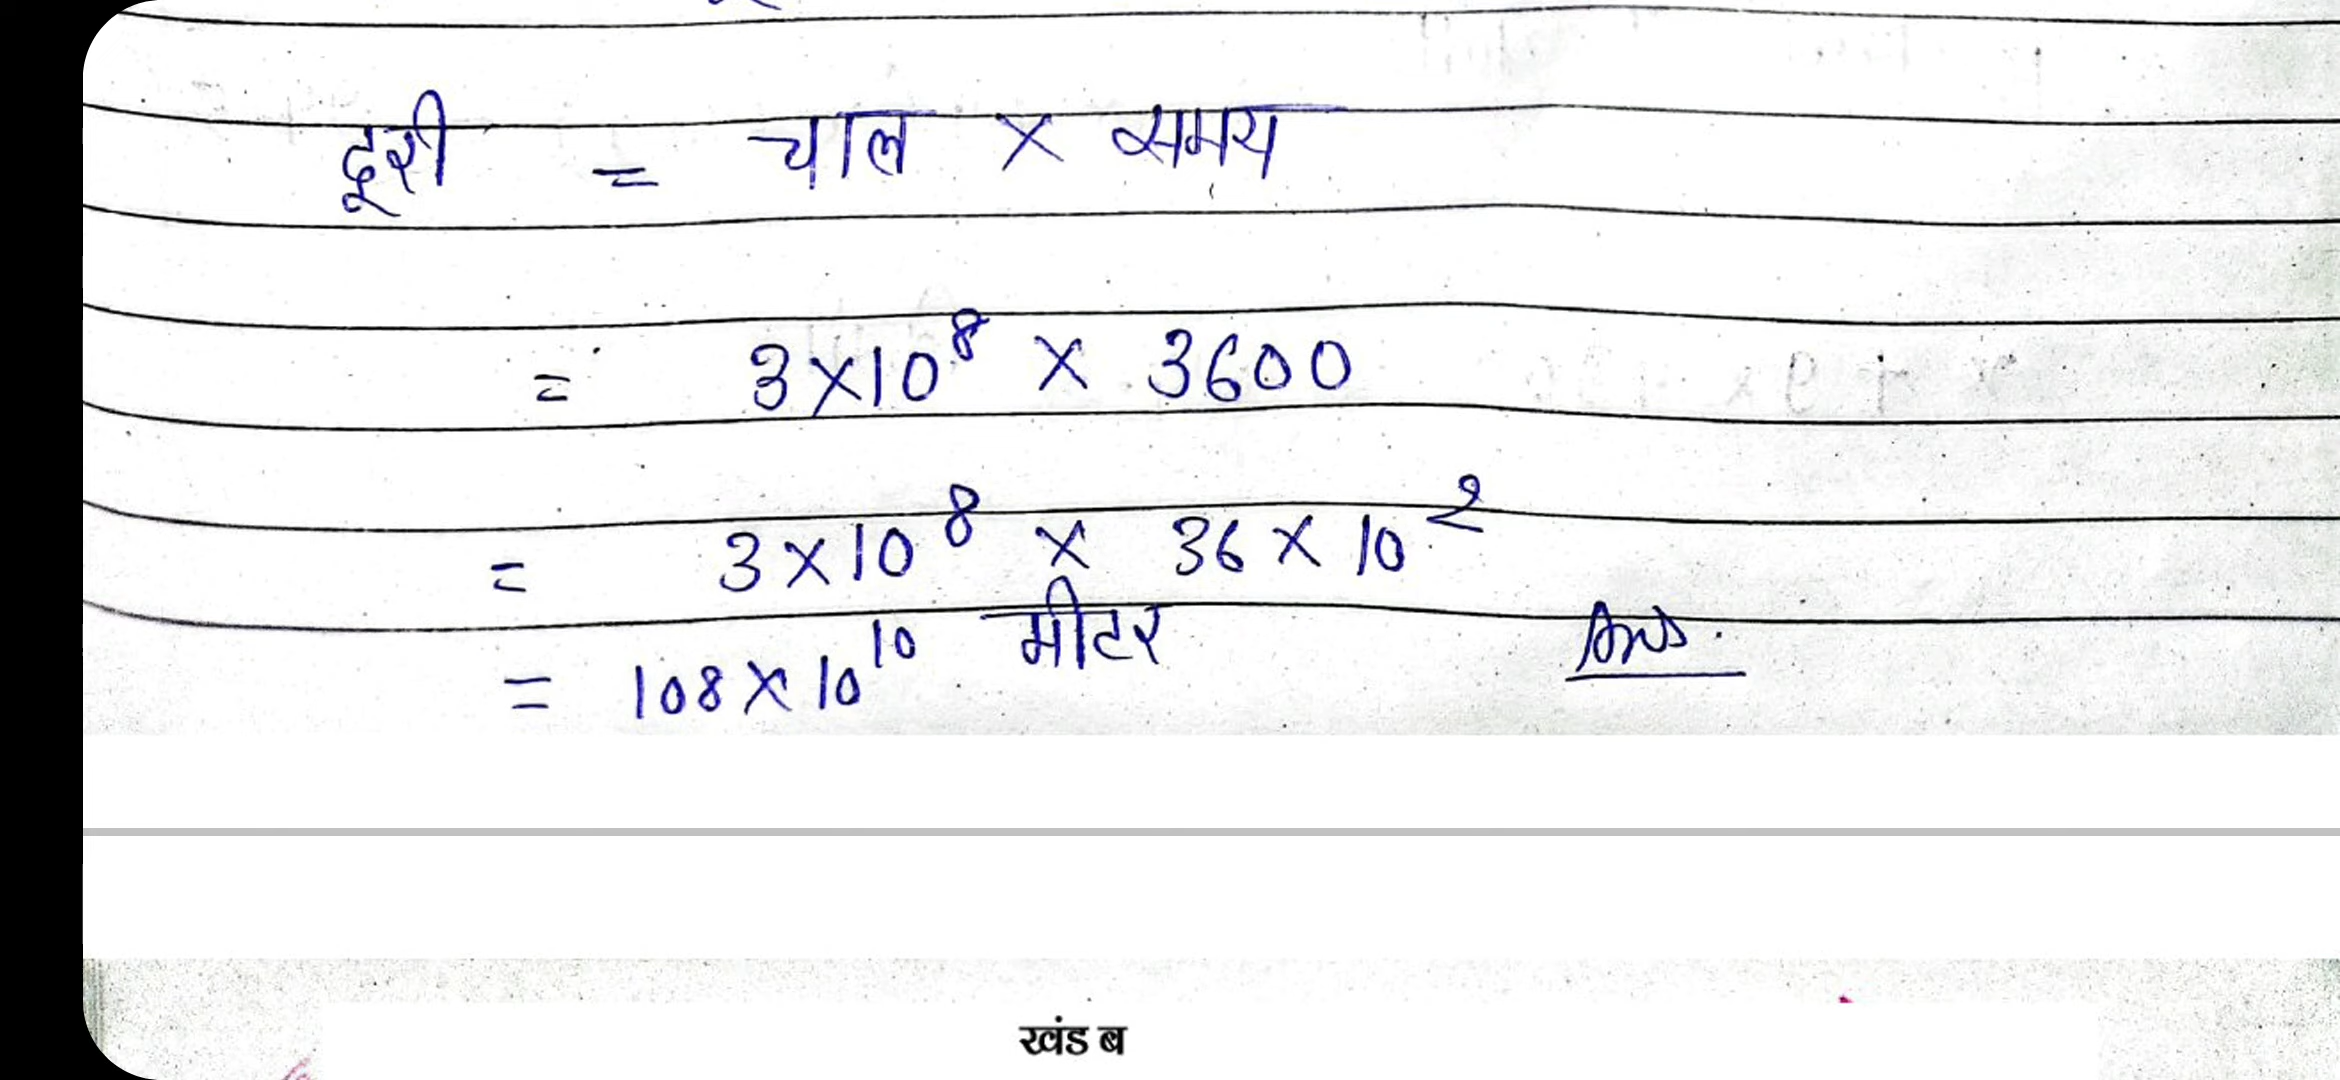 दूरी = चाल × समय
= 3×10⁸ × 3600
= 3×10⁸ × 36×10²
= 108×10¹⁰ मीटर Ans.
खंड ब